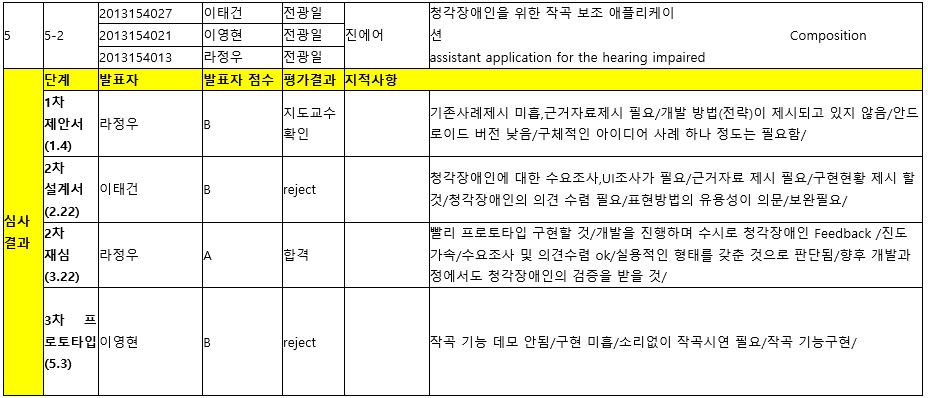 5 5-2 2013154027 이태건 전광일 진에어 청각장애인을 위한 작곡 보조 애플리케이
2013154021 이영현 전광일 션 Composition
2013154013 라정우 전광일 assistant application for the hearing impaired
심사
결과
단계 발표자 발표자 점수 평가결과 지적사항
1차
제안서
(1.4)
라정우 B 지도교수
확인
기존사례제시 미흡,근거자료제시 필요/개발 방법(전략)이 제시되고 있지 않음/안드
로이드 버전 낮음/구체적인 아이디어 사례 하나 정도는 필요함/
2차
설계서
(2.22)
이태건 B reject
청각장애인에 대한 수요조사,UI조사가 필요/근거자료 제시 필요/구현현황 제시 할
것/청각장애인의 의견 수렴 필요/표현방법의 유용성이 의문/보완필요/
2차
재심
(3.22)
라정우 A 합격
빨리 프로토타입 구현할 것/개발을 진행하며 수시로 청각장애인 Feedback /진도
가속/수요조사 및 의견수렴 ok/실용적인 형태를 갖춘 것으로 판단됨/향후 개발과
정에서도 청각장애인의 검증을 받을 것/
3차 프
로토타입
(5.3)
이영현 B reject
작곡 기능 데모 안됨/구현 미흡/소리없이 작곡시연 필요/작곡 기능구현/